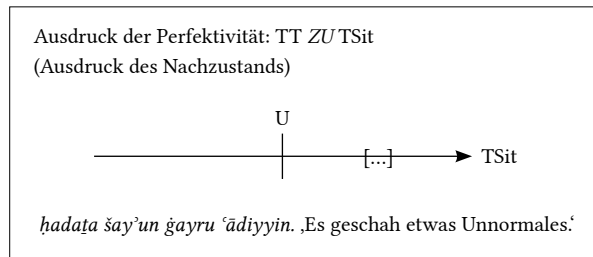 Ausdruck der Perfektivität: TT ZU TSit
(Ausdruck des Nachzustands)
U
[...]
TSit
ḥadaṯa šayʾun ġayru ʿādiyyin. ‚Es geschah etwas Unnormales.‘